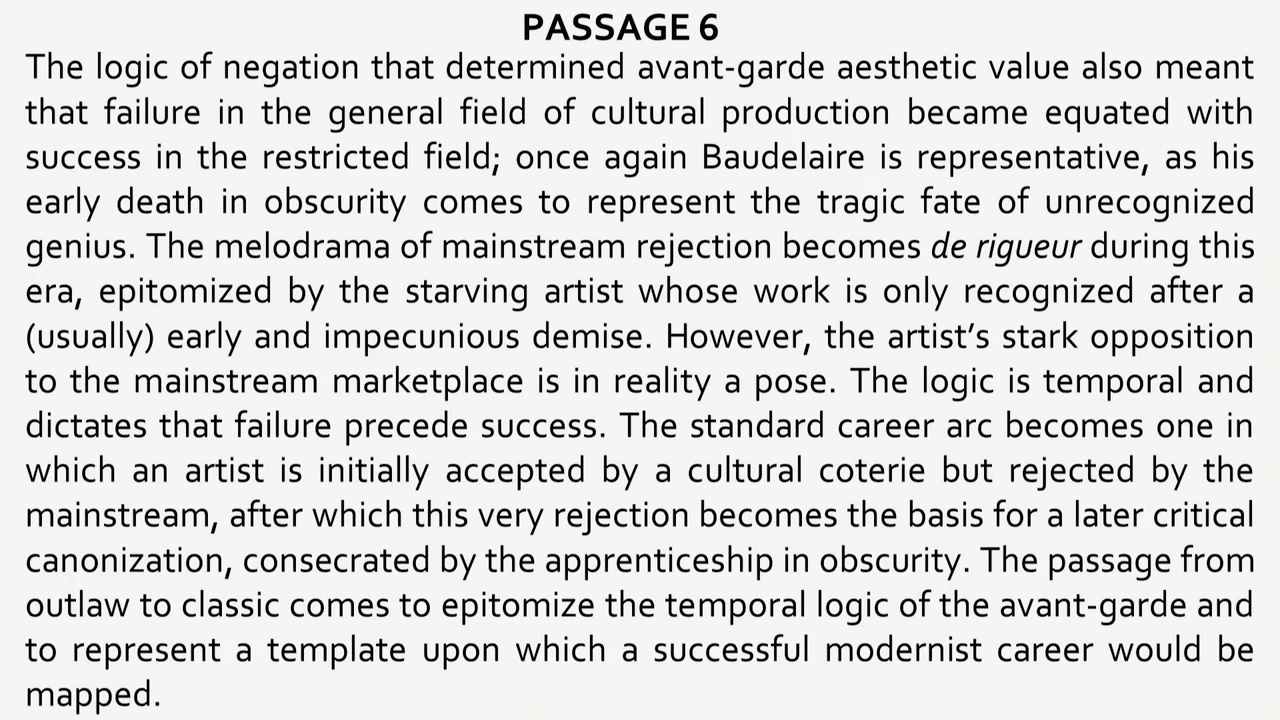 PASSAGE 6
The logic of negation that determined avant-garde aesthetic value also meant
that failure in the general field of cultural production became equated with
success in the restricted field; once again Baudelaire is representative, as his
early death in obscurity comes to represent the tragic fate of unrecognized
genius. The melodrama of mainstream rejection becomes de rigueur during this
era, epitomized by the starving artist whose work is only recognized after a
(usually) early and impecunious demise. However, the artist’s stark opposition
to the mainstream marketplace is in reality a pose. The logic is temporal and
dictates that failure precede success. The standard career arc becomes one in
which an artist is initially accepted by a cultural coterie but rejected by the
mainstream, after which this very rejection becomes the basis for a later critical
canonization, consecrated by the apprenticeship in obscurity. The passage from
outlaw to classic comes to epitomize the temporal logic of the avant-garde and
to represent a template upon which a successful modernist career would be
mapped.